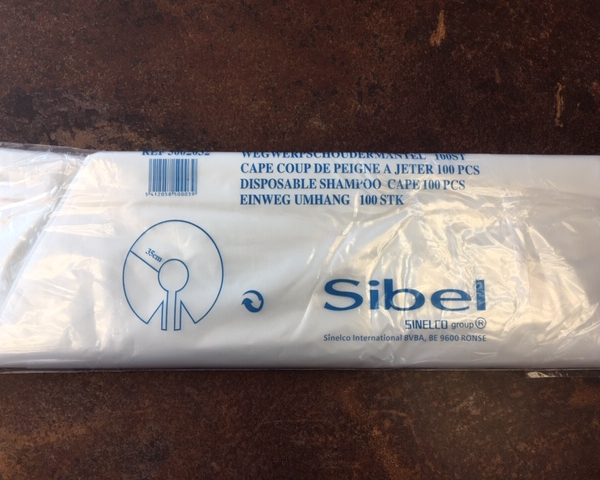 WEGWERPSCHOUDERMANTEL 100ST
CAPE COUP DE PEIGNE A JETER 100 PCS
DISPOSABLE SHAMPOO CAPE 100 PCS
EINWEG UMHANG 100 STK
35cm
Sibel
SINELCO group®
Sinelco International BVBA, BE 9600 RONSE